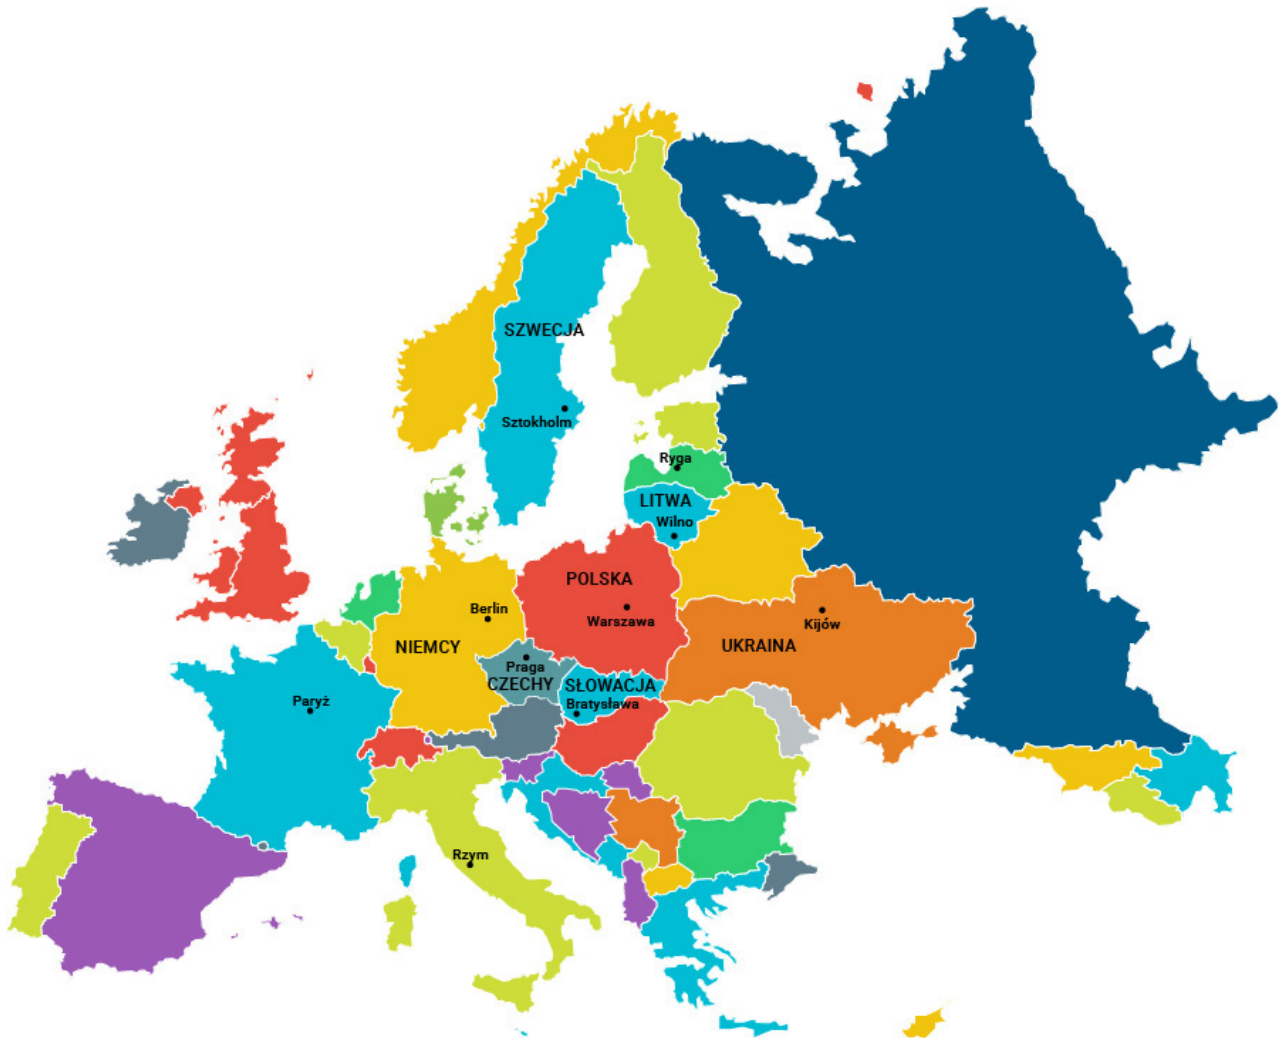 SZWECJA
Sztokholm
Ryga
LITWA
Wilno
POLSKA
Warszawa
Berlin
NIEMCY
Kijów
UKRAINA
Praga
CZECHY
SŁOWACJA
Bratysława
Paryż
Rzym